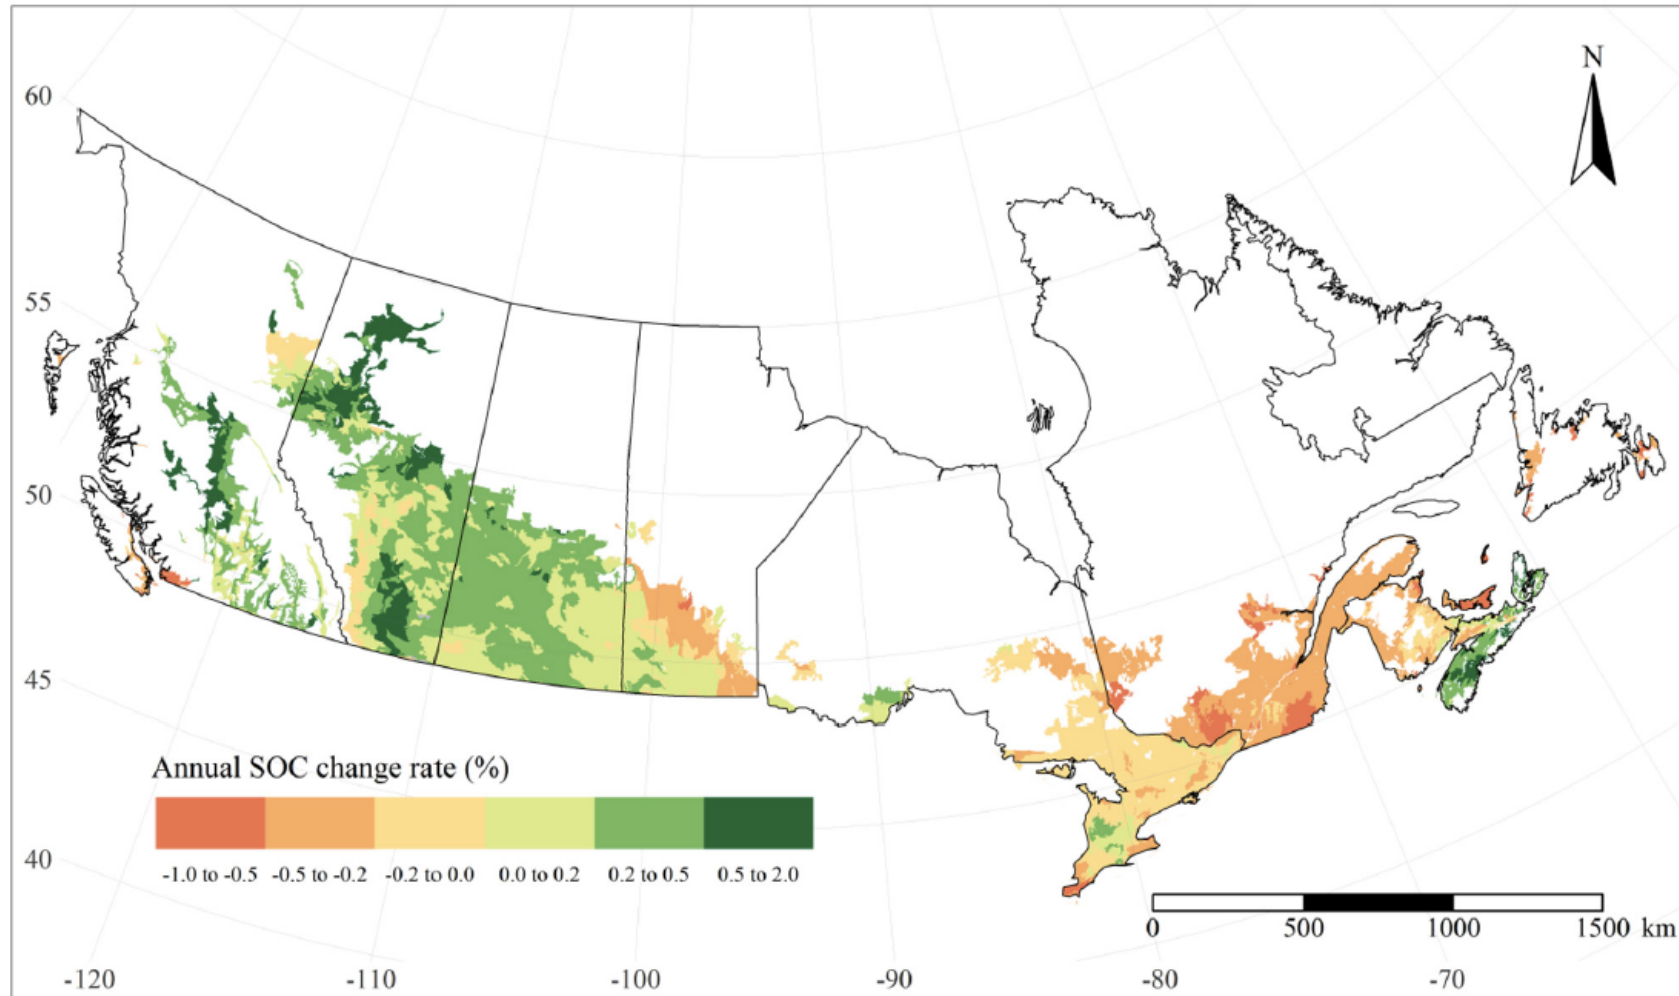 N
60
55
50
45
40
Annual SOC change rate (%)
-1.0 to -0.5 -0.5 to -0.2 -0.2 to 0.0 0.0 to 0.2 0.2 to 0.5 0.5 to 2.0
0 500 1000 1500 km
-120 -110 -100 -90 -80 -70